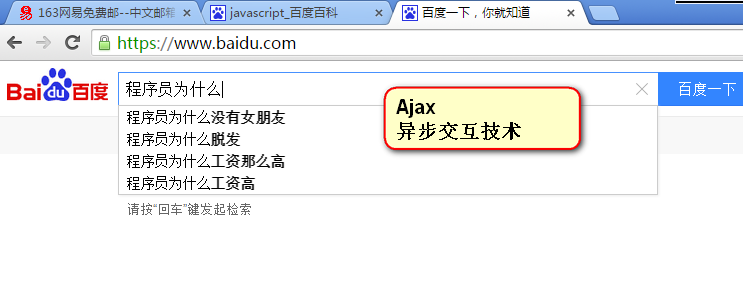 163网易免费邮--中文邮箱
javascript_百度百科
百度一下，你就知道
https://www.baidu.com
Bai du 百度
程序员为什么
百度一下
Ajax
异步交互技术
程序员为什么没有女朋友
程序员为什么脱发
程序员为什么工资那么高
程序员为什么工资高
请按“回车”键发起检索